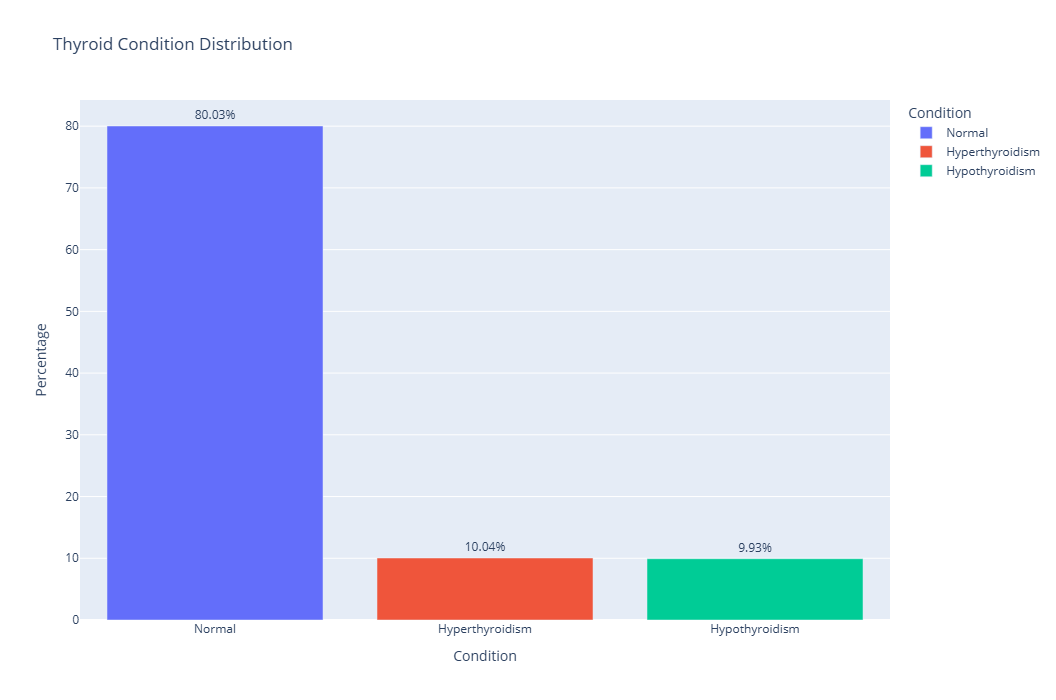 Thyroid Condition Distribution
Condition
Normal
Hyperthyroidism
Hypothyroidism
80.03%
10.04%
9.93%
80
70
60
50
40
30
20
10
0
Percentage
Normal Hyperthyroidism Hypothyroidism
Condition